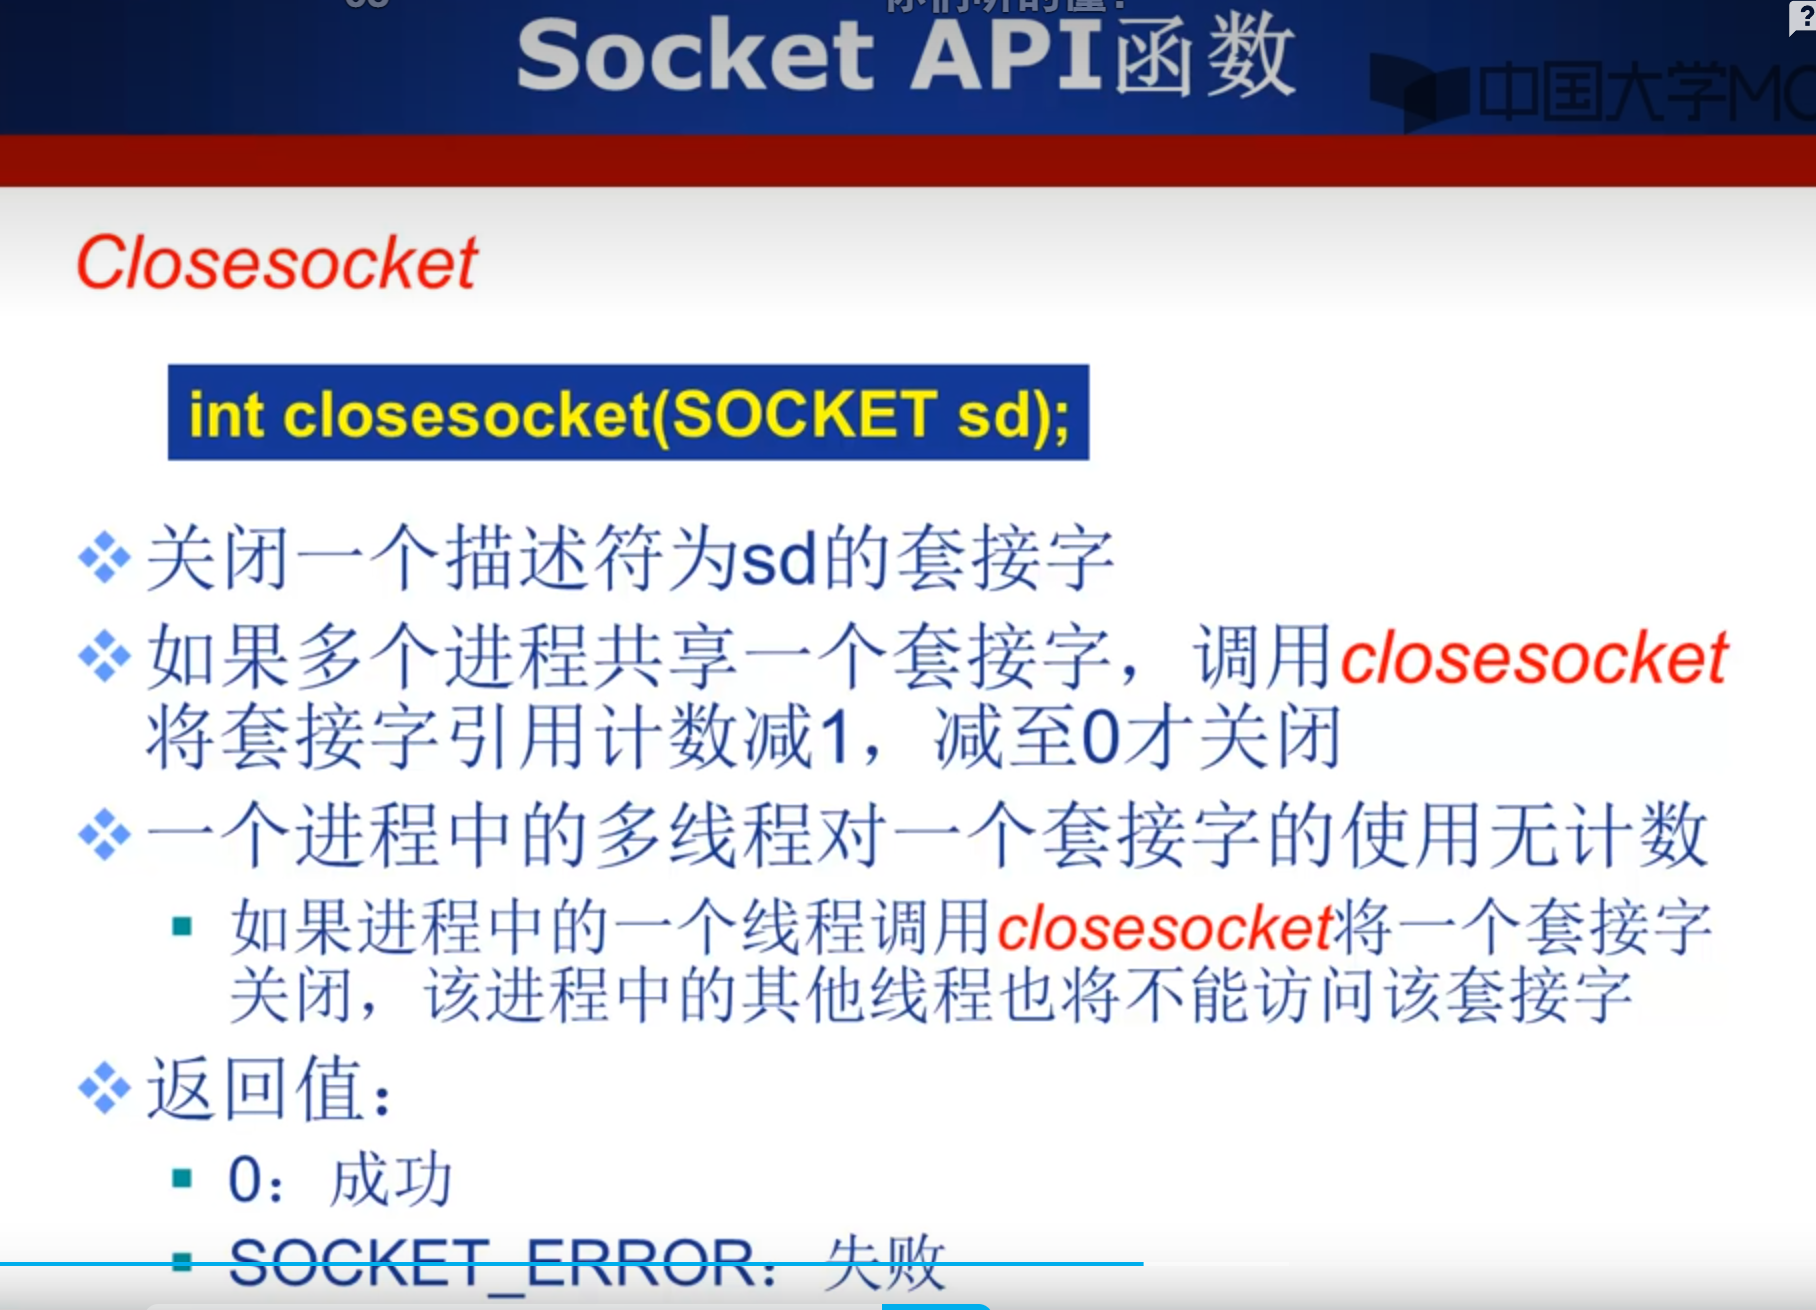 Socket API函数
中国大学MO
Closesocket
int closesocket(SOCKET sd);
关闭一个描述符为sd的套接字
如果多个进程共享一个套接字，调用closesocket
将套接字引用计数减1，减至0才关闭
一个进程中的多线程对一个套接字的使用无计数
如果进程中的一个线程调用closesocket将一个套接字
关闭，该进程中的其他线程也将不能访问该套接字
返回值：
0：成功
SOCKET_ERROR：失败